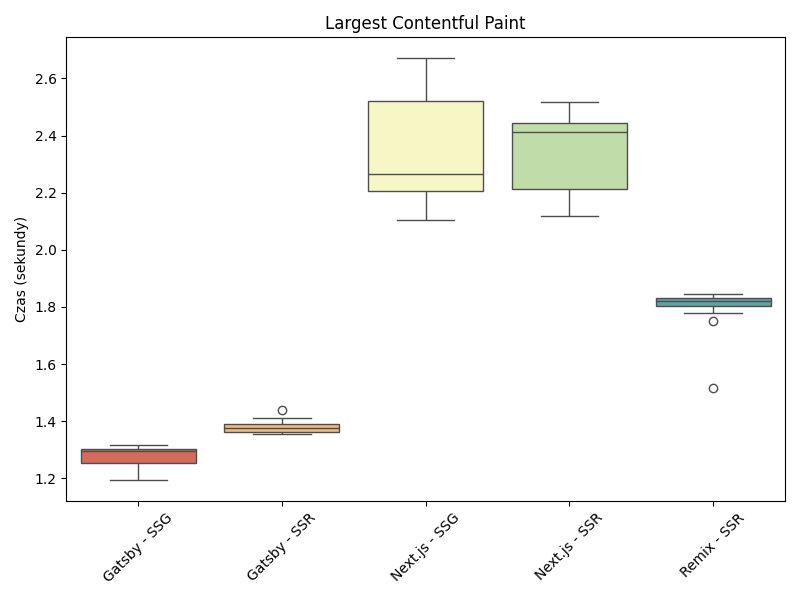 Largest Contentful Paint
Czas (sekundy)
2.6
2.4
2.2
2.0
1.8
1.6
1.4
1.2
Gatsby - SSG
Gatsby - SSR
Next.js - SSG
Next.js - SSR
Remix - SSR